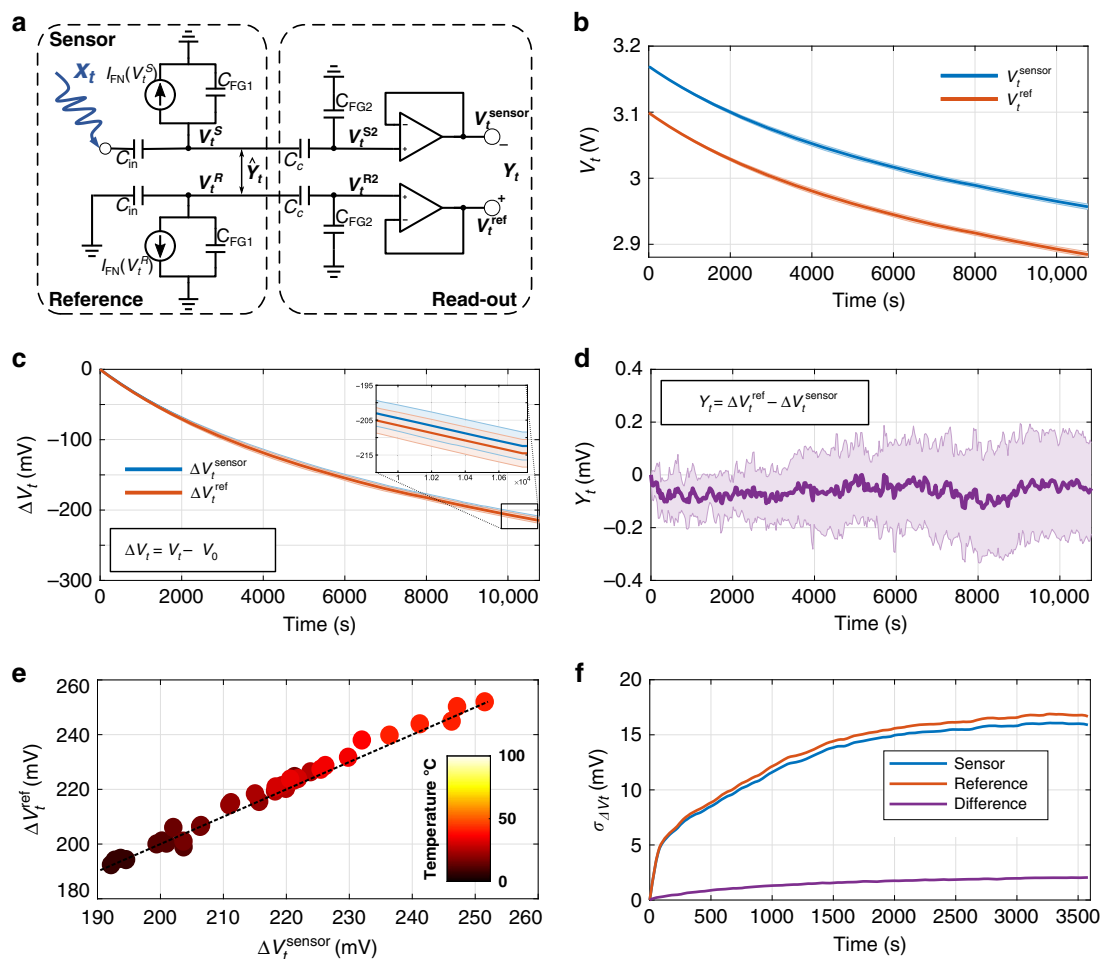 a
Sensor
x_t
I_FN(V_t^S)
C_FG1
C_in
V_t^S
C_c
C_FG2
V_t^S2
−
+
V_t^sensor
−
Ŷ_t
Y_t
V_t^R
C_in
C_c
V_t^R2
C_FG2
+
−
+
V_t^ref
I_FN(V_t^R)
C_FG1
Reference
Read-out
b
3.2
3.1
3
2.9
V_t (V)
V_t^sensor
V_t^ref
0 2000 4000 6000 8000 10,000
Time (s)
c
0
−100
−200
−300
ΔV_t (mV)
ΔV_t^sensor
ΔV_t^ref
ΔV_t = V_t − V_0
−195
−205
−215
1 1.02 1.04 1.06
×10^4
0 2000 4000 6000 8000 10,000
Time (s)
d
0.4
0.2
0
−0.2
−0.4
Y_t (mV)
Y_t = ΔV_t^ref − ΔV_t^sensor
0 2000 4000 6000 8000 10,000
Time (s)
e
260
240
220
200
180
ΔV_t^ref (mV)
Temperature °C
100
50
0
190 200 210 220 230 240 250 260
ΔV_t^sensor (mV)
f
20
15
10
5
0
σ_ΔVt (mV)
Sensor
Reference
Difference
0 500 1000 1500 2000 2500 3000 3500
Time (s)